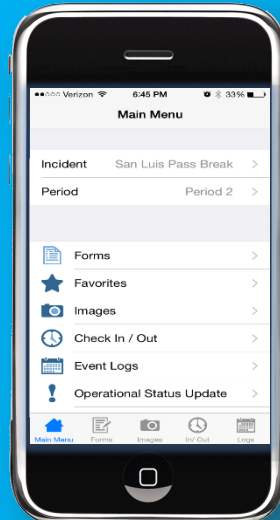 ●●○○○ Verizon 6:45 PM 33%
Main Menu
Incident San Luis Pass Break >
Period Period 2 >
Forms >
Favorites >
Images >
Check In / Out >
Event Logs >
Operational Status Update >
Main Menu Forms Images In/ Out Logs